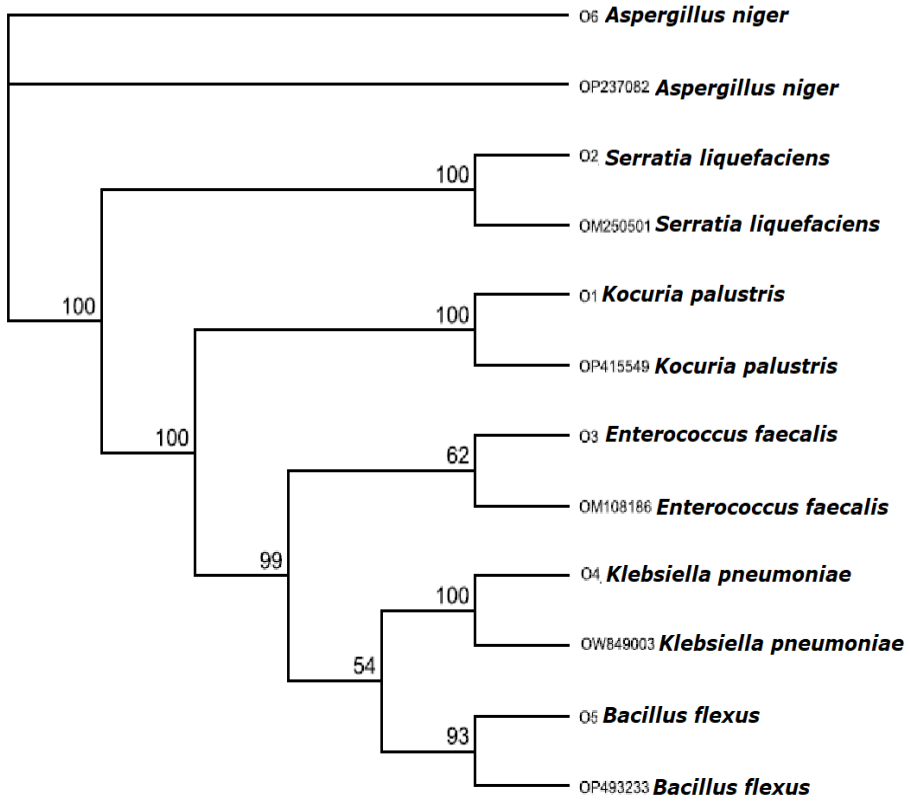 O6 Aspergillus niger
OP237082 Aspergillus niger
O2 Serratia liquefaciens
100
OM250501 Serratia liquefaciens
O1 Kocuria palustris
100
100
OP415549 Kocuria palustris
O3 Enterococcus faecalis
100
62
OM108186 Enterococcus faecalis
99
O4 Klebsiella pneumoniae
100
OW849003 Klebsiella pneumoniae
54
O5 Bacillus flexus
93
OP493233 Bacillus flexus